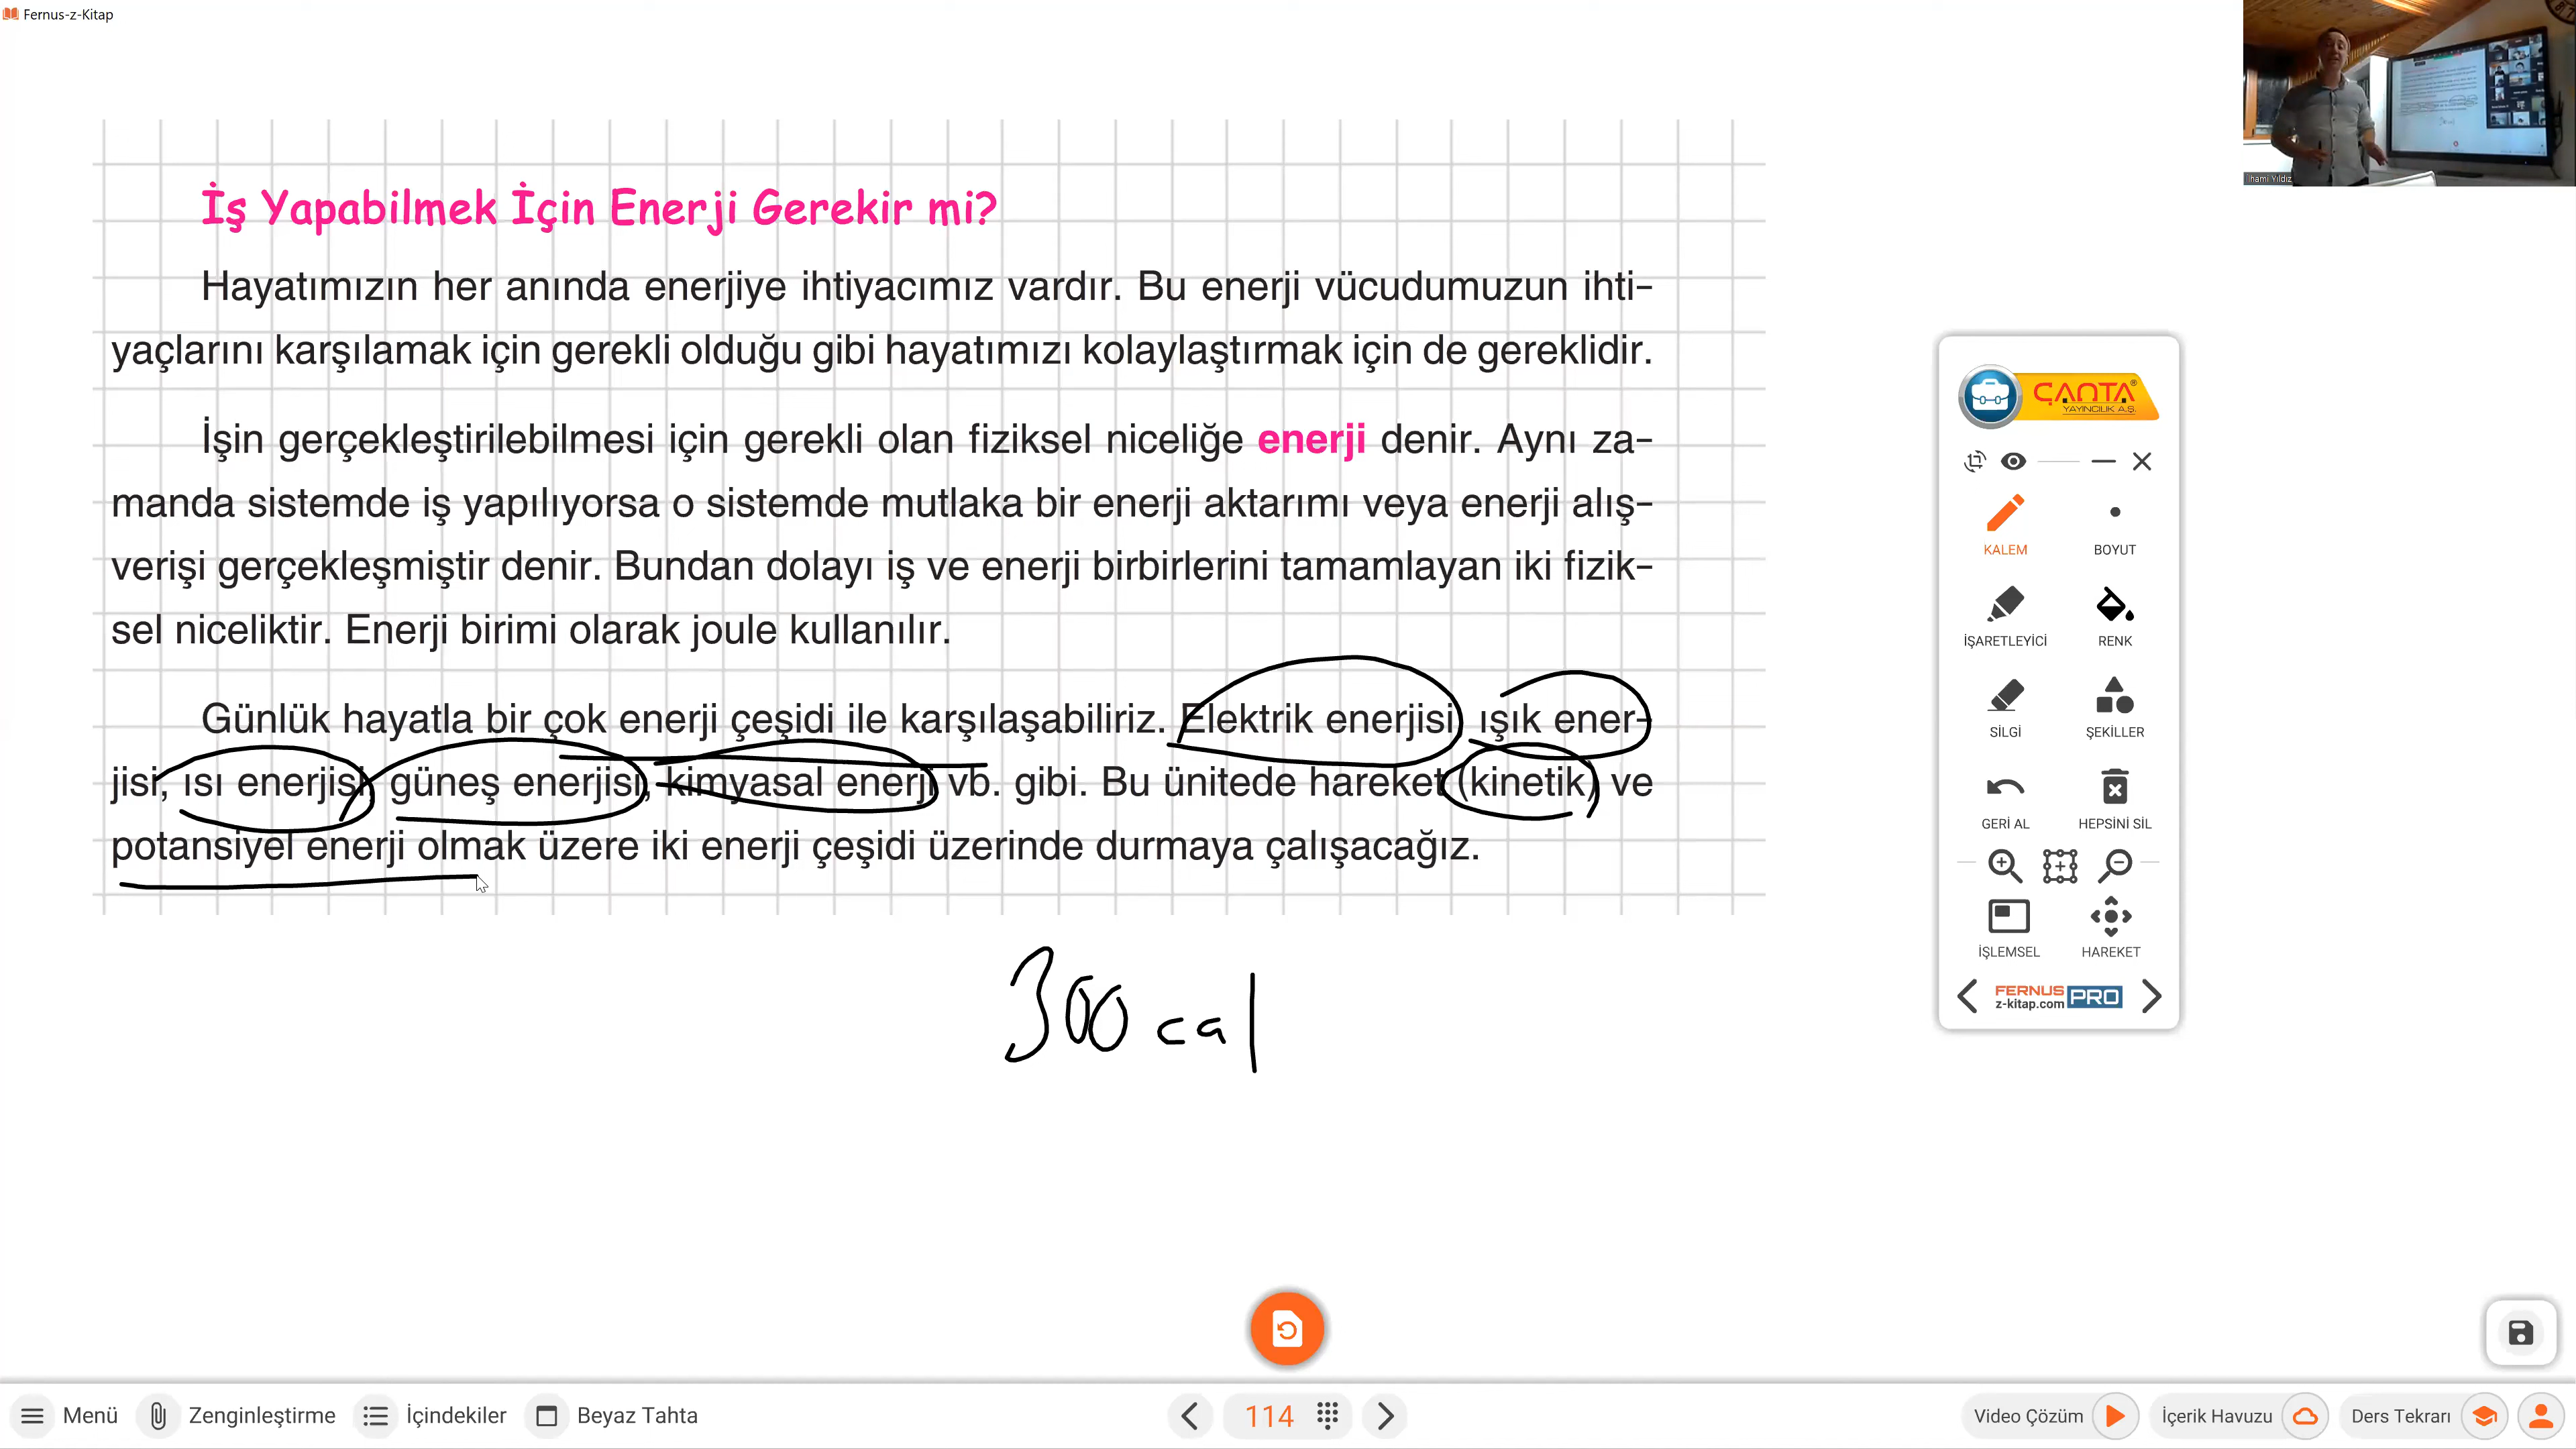 Fernus-z-Kitap
İlhami Yıldız
İş Yapabilmek İçin Enerji Gerekir mi?
Hayatımızın her anında enerjiye ihtiyacımız vardır. Bu enerji vücudumuzun ihti-
yaçlarını karşılamak için gerekli olduğu gibi hayatımızı kolaylaştırmak için de gereklidir.
İşin gerçekleştirilebilmesi için gerekli olan fiziksel niceliğe enerji denir. Aynı za-
manda sistemde iş yapılıyorsa o sistemde mutlaka bir enerji aktarımı veya enerji alış-
verişi gerçekleşmiştir denir. Bundan dolayı iş ve enerji birbirlerini tamamlayan iki fizik-
sel niceliktir. Enerji birimi olarak joule kullanılır.
Günlük hayatla bir çok enerji çeşidi ile karşılaşabiliriz. Elektrik enerjisi, ışık ener-
jisi, ısı enerjisi, güneş enerjisi, kimyasal enerji vb. gibi. Bu ünitede hareket (kinetik) ve
potansiyel enerji olmak üzere iki enerji çeşidi üzerinde durmaya çalışacağız.
300 cal
ÇANTA
YAYINCILIK A.Ş.
KALEM
BOYUT
İŞARETLEYİCİ
RENK
SİLGİ
ŞEKİLLER
GERİ AL
HEPSİNİ SİL
İŞLEMSEL
HAREKET
FERNUS
z-kitap.com PRO
Menü
Zenginleştirme
İçindekiler
Beyaz Tahta
114
Video Çözüm
İçerik Havuzu
Ders Tekrarı